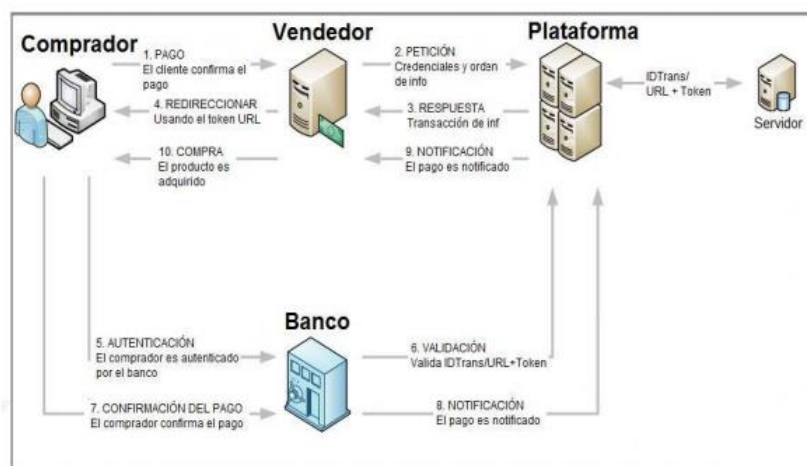 Comprador
Vendedor
Plataforma
1. PAGO
El cliente confirma el
pago
2. PETICIÓN
Credenciales y orden
de info
IDTrans/
URL + Token
Servidor
4. REDIRECCIONAR
Usando el token URL
3. RESPUESTA
Transacción de inf
10. COMPRA
El producto es
adquirido
9. NOTIFICACIÓN
El pago es notificado
Banco
5. AUTENTICACIÓN
El comprador es autenticado
por el banco
6. VALIDACIÓN
Valida IDTrans/URL+Token
7. CONFIRMACIÓN DEL PAGO
El comprador confirma el pago
8. NOTIFICACIÓN
El pago es notificado